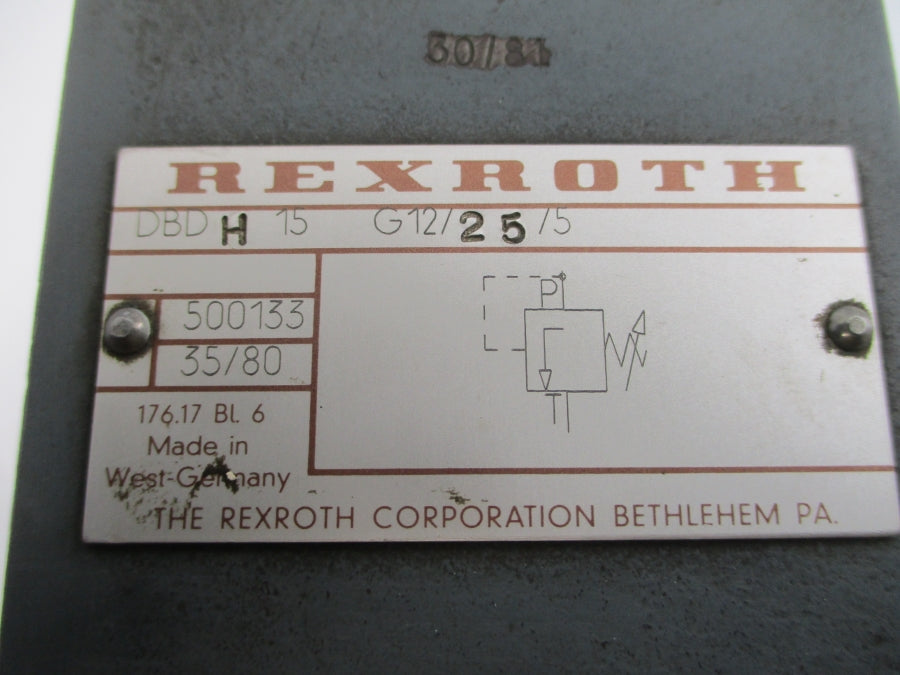 30/81
REXROTH
DBD H 15 G12/25/5
500133
35/80
P
T
176.17 Bl. 6
Made in
West-Germany
THE REXROTH CORPORATION BETHLEHEM PA.